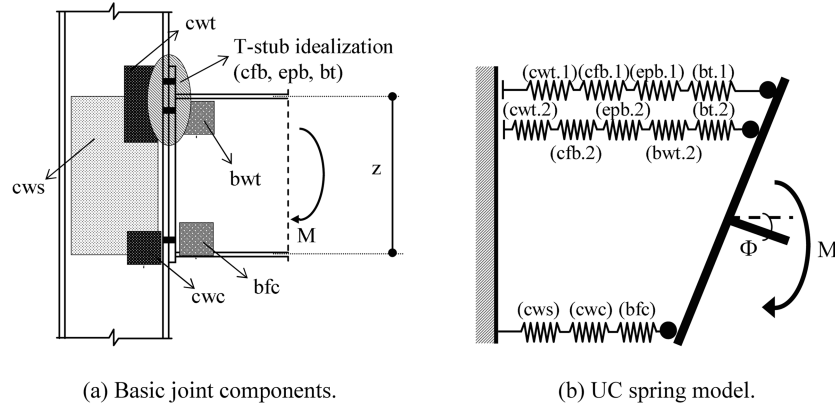 cwt
T-stub idealization
(cfb, epb, bt)
cws
bwt
z
M
cwc
bfc
(a) Basic joint components.
(cwt.1) (cfb.1) (epb.1) (bt.1)
(cwt.2) (epb.2) (bt.2)
(cfb.2) (bwt.2)
Φ
M
(cws) (cwc) (bfc)
(b) UC spring model.